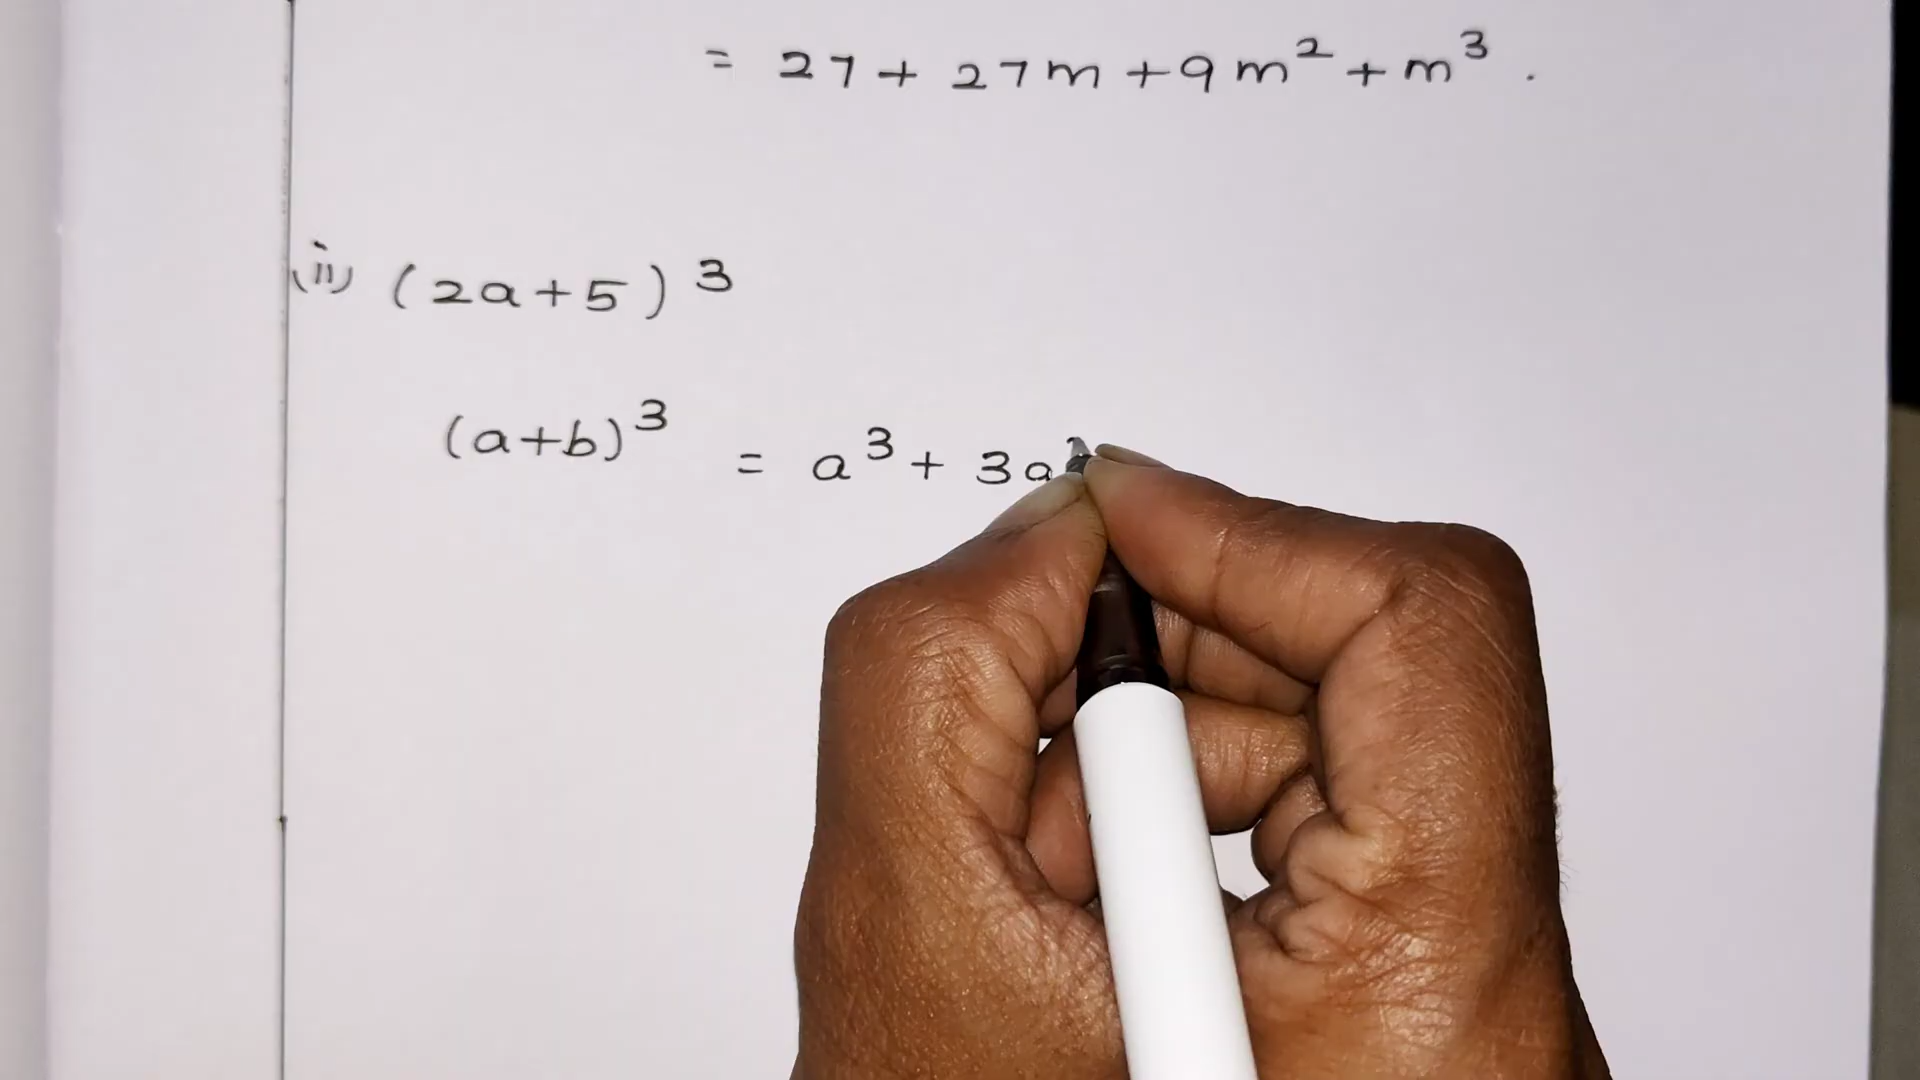 = 27 + 27m + 9m² + m³ .
(ii) (2a+5)³
(a+b)³ = a³ + 3a